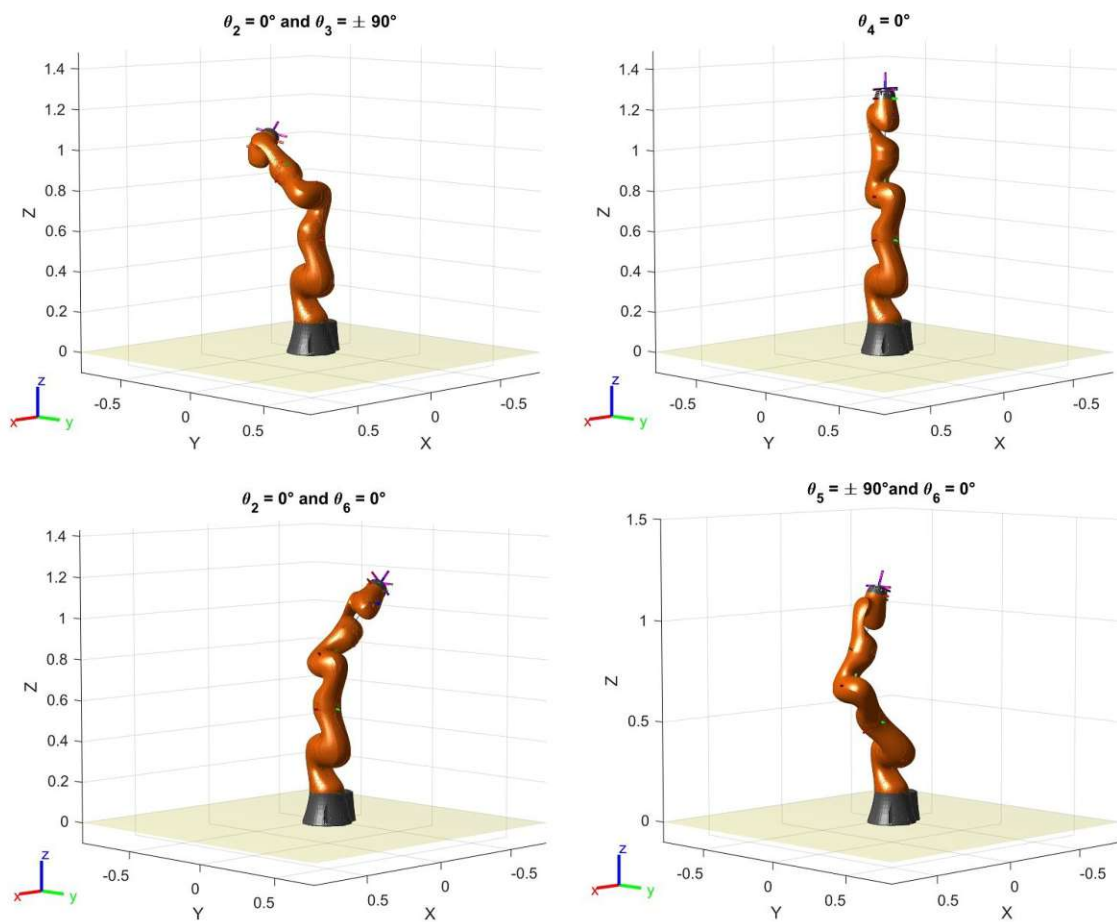 θ₂ = 0° and θ₃ = ± 90°
1.4
1.2
1
0.8
0.6
0.4
0.2
0
Z
-0.5
0
0.5
Y
0.5
0
-0.5
X
z
x
y
θ₄ = 0°
1.4
1.2
1
0.8
0.6
0.4
0.2
0
Z
-0.5
0
0.5
Y
0.5
0
-0.5
X
z
x
y
θ₂ = 0° and θ₆ = 0°
1.4
1.2
1
0.8
0.6
0.4
0.2
0
Z
-0.5
0
0.5
Y
0.5
0
-0.5
X
z
x
y
θ₅ = ± 90°and θ₆ = 0°
1.5
1
0.5
0
Z
-0.5
0
0.5
Y
0.5
0
-0.5
X
z
x
y